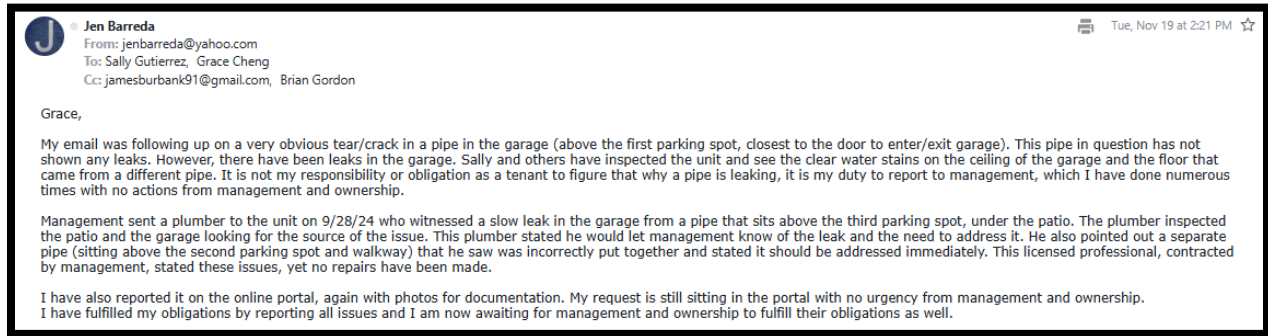 J
Jen Barreda
Tue, Nov 19 at 2:21 PM
From: jenbarreda@yahoo.com
To: Sally Gutierrez, Grace Cheng
Cc: jamesburbank91@gmail.com, Brian Gordon
Grace,
My email was following up on a very obvious tear/crack in a pipe in the garage (above the first parking spot, closest to the door to enter/exit garage). This pipe in question has not
shown any leaks. However, there have been leaks in the garage. Sally and others have inspected the unit and see the clear water stains on the ceiling of the garage and the floor that
came from a different pipe. It is not my responsibility or obligation as a tenant to figure that why a pipe is leaking, it is my duty to report to management, which I have done numerous
times with no actions from management and ownership.
Management sent a plumber to the unit on 9/28/24 who witnessed a slow leak in the garage from a pipe that sits above the third parking spot, under the patio. The plumber inspected
the patio and the garage looking for the source of the issue. This plumber stated he would let management know of the leak and the need to address it. He also pointed out a separate
pipe (sitting above the second parking spot and walkway) that he saw was incorrectly put together and stated it should be addressed immediately. This licensed professional, contracted
by management, stated these issues, yet no repairs have been made.
I have also reported it on the online portal, again with photos for documentation. My request is still sitting in the portal with no urgency from management and ownership.
I have fulfilled my obligations by reporting all issues and I am now awaiting for management and ownership to fulfill their obligations as well.